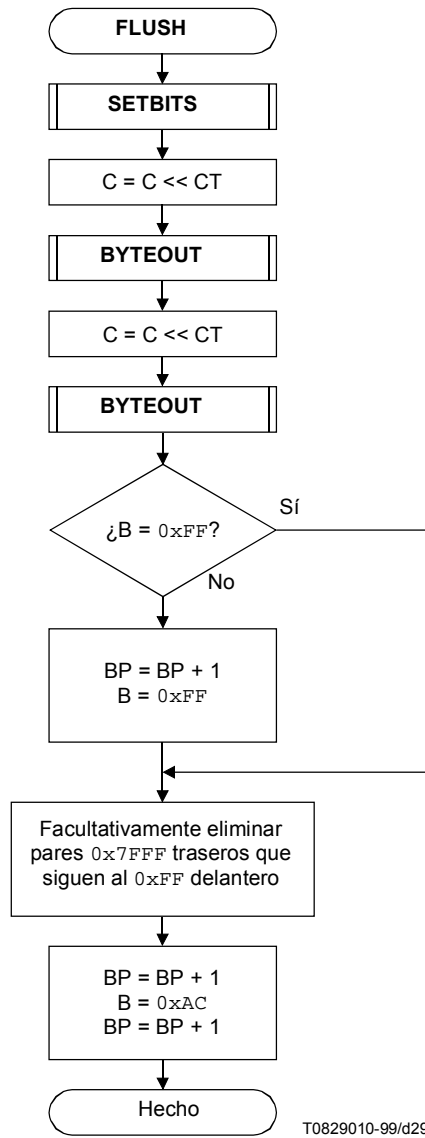 FLUSH
SETBITS
C = C << CT
BYTEOUT
C = C << CT
BYTEOUT
¿B = 0xFF?
Sí
No
BP = BP + 1
B = 0xFF
Facultativamente eliminar
pares 0x7FFF traseros que
siguen al 0xFF delantero
BP = BP + 1
B = 0xAC
BP = BP + 1
Hecho
T0829010-99/d29